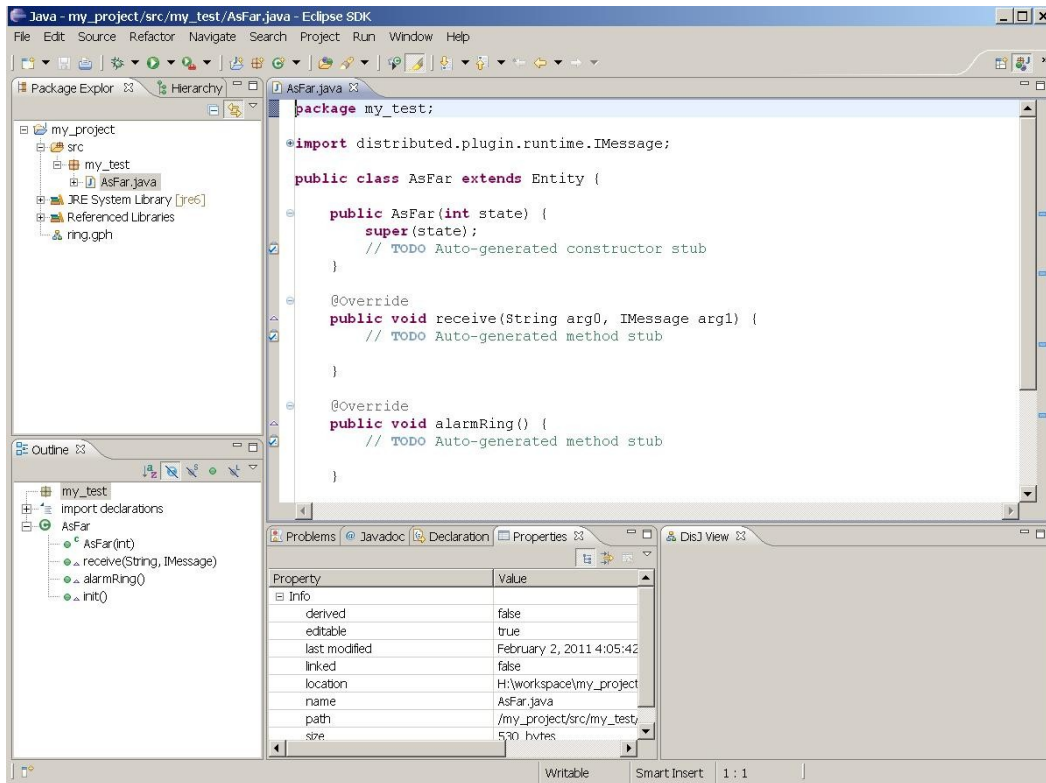 Java - my_project/src/my_test/AsFar.java - Eclipse SDK
File Edit Source Refactor Navigate Search Project Run Window Help
Package Explor
Hierarchy
my_project
src
my_test
AsFar.java
JRE System Library [jre6]
Referenced Libraries
ring.gph
AsFar.java
package my_test;
import distributed.plugin.runtime.IMessage;
public class AsFar extends Entity {
public AsFar(int state) {
super(state);
// TODO Auto-generated constructor stub
}
@Override
public void receive(String arg0, IMessage arg1) {
// TODO Auto-generated method stub
}
@Override
public void alarmRing() {
// TODO Auto-generated method stub
}
Outline
my_test
import declarations
AsFar
AsFar(int)
receive(String, IMessage)
alarmRing()
init()
Problems @ Javadoc Declaration Properties
Property Value
Info
derived false
editable true
last modified February 2, 2011 4:05:42
linked false
location H:\workspace\my_project
name AsFar.java
path /my_project/src/my_test/
size 530 bytes
DisJ View
Writable Smart Insert 1 : 1